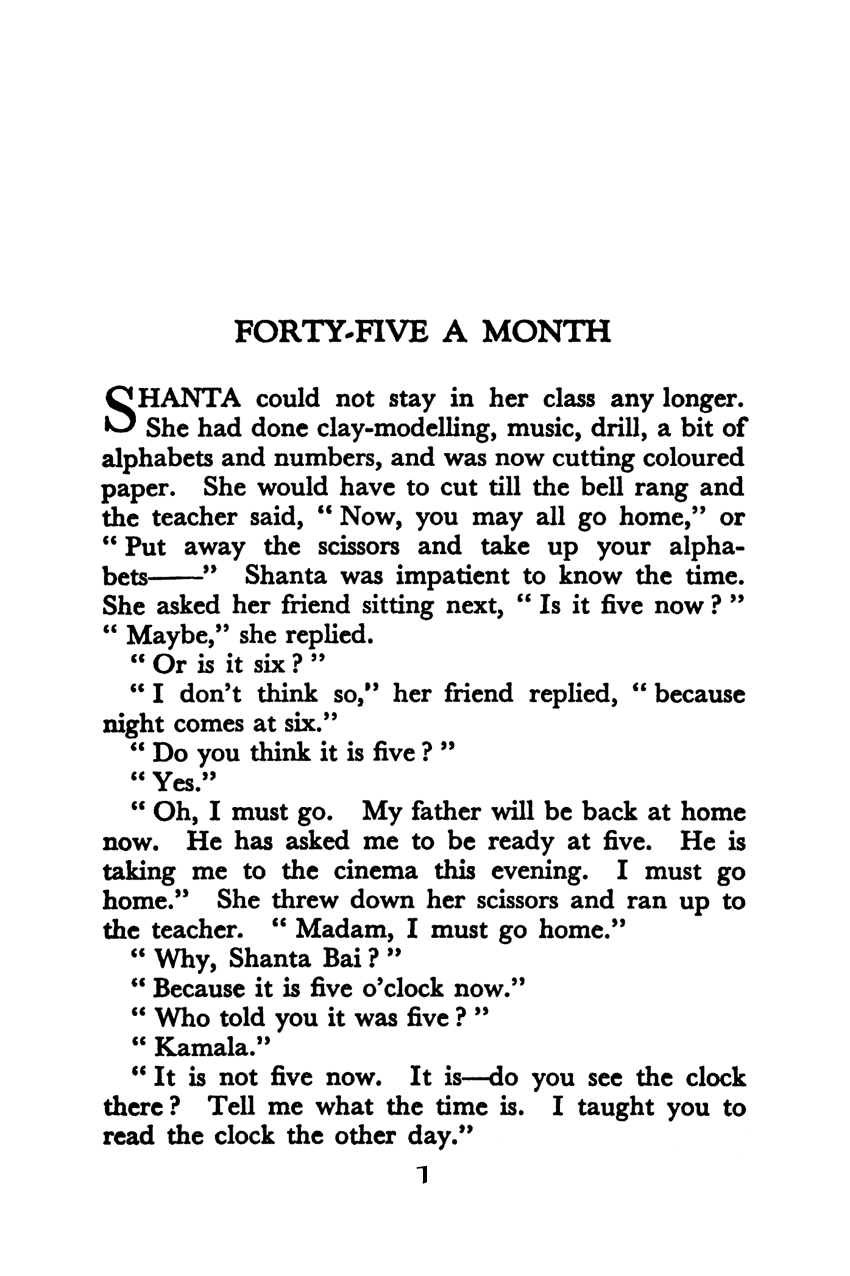 FORTY-FIVE A MONTH
SHANTA could not stay in her class any longer.
She had done clay-modelling, music, drill, a bit of
alphabets and numbers, and was now cutting coloured
paper. She would have to cut till the bell rang and
the teacher said, “ Now, you may all go home,” or
“ Put away the scissors and take up your alpha-
bets——” Shanta was impatient to know the time.
She asked her friend sitting next, “ Is it five now ? ”
“ Maybe,” she replied.
“ Or is it six ? ”
“ I don’t think so,” her friend replied, “ because
night comes at six.”
“ Do you think it is five ? ”
“ Yes.”
“ Oh, I must go. My father will be back at home
now. He has asked me to be ready at five. He is
taking me to the cinema this evening. I must go
home.” She threw down her scissors and ran up to
the teacher. “ Madam, I must go home.”
“ Why, Shanta Bai ? ”
“ Because it is five o’clock now.”
“ Who told you it was five ? ”
“ Kamala.”
“ It is not five now. It is—do you see the clock
there ? Tell me what the time is. I taught you to
read the clock the other day.”
1